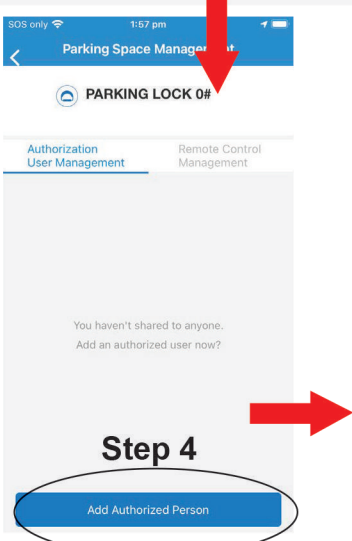 SOS only 1:57 pm
Parking Space Management
PARKING LOCK 0#
Authorization
User Management
Remote Control
Management
You haven't shared to anyone.
Add an authorized user now?
Step 4
Add Authorized Person